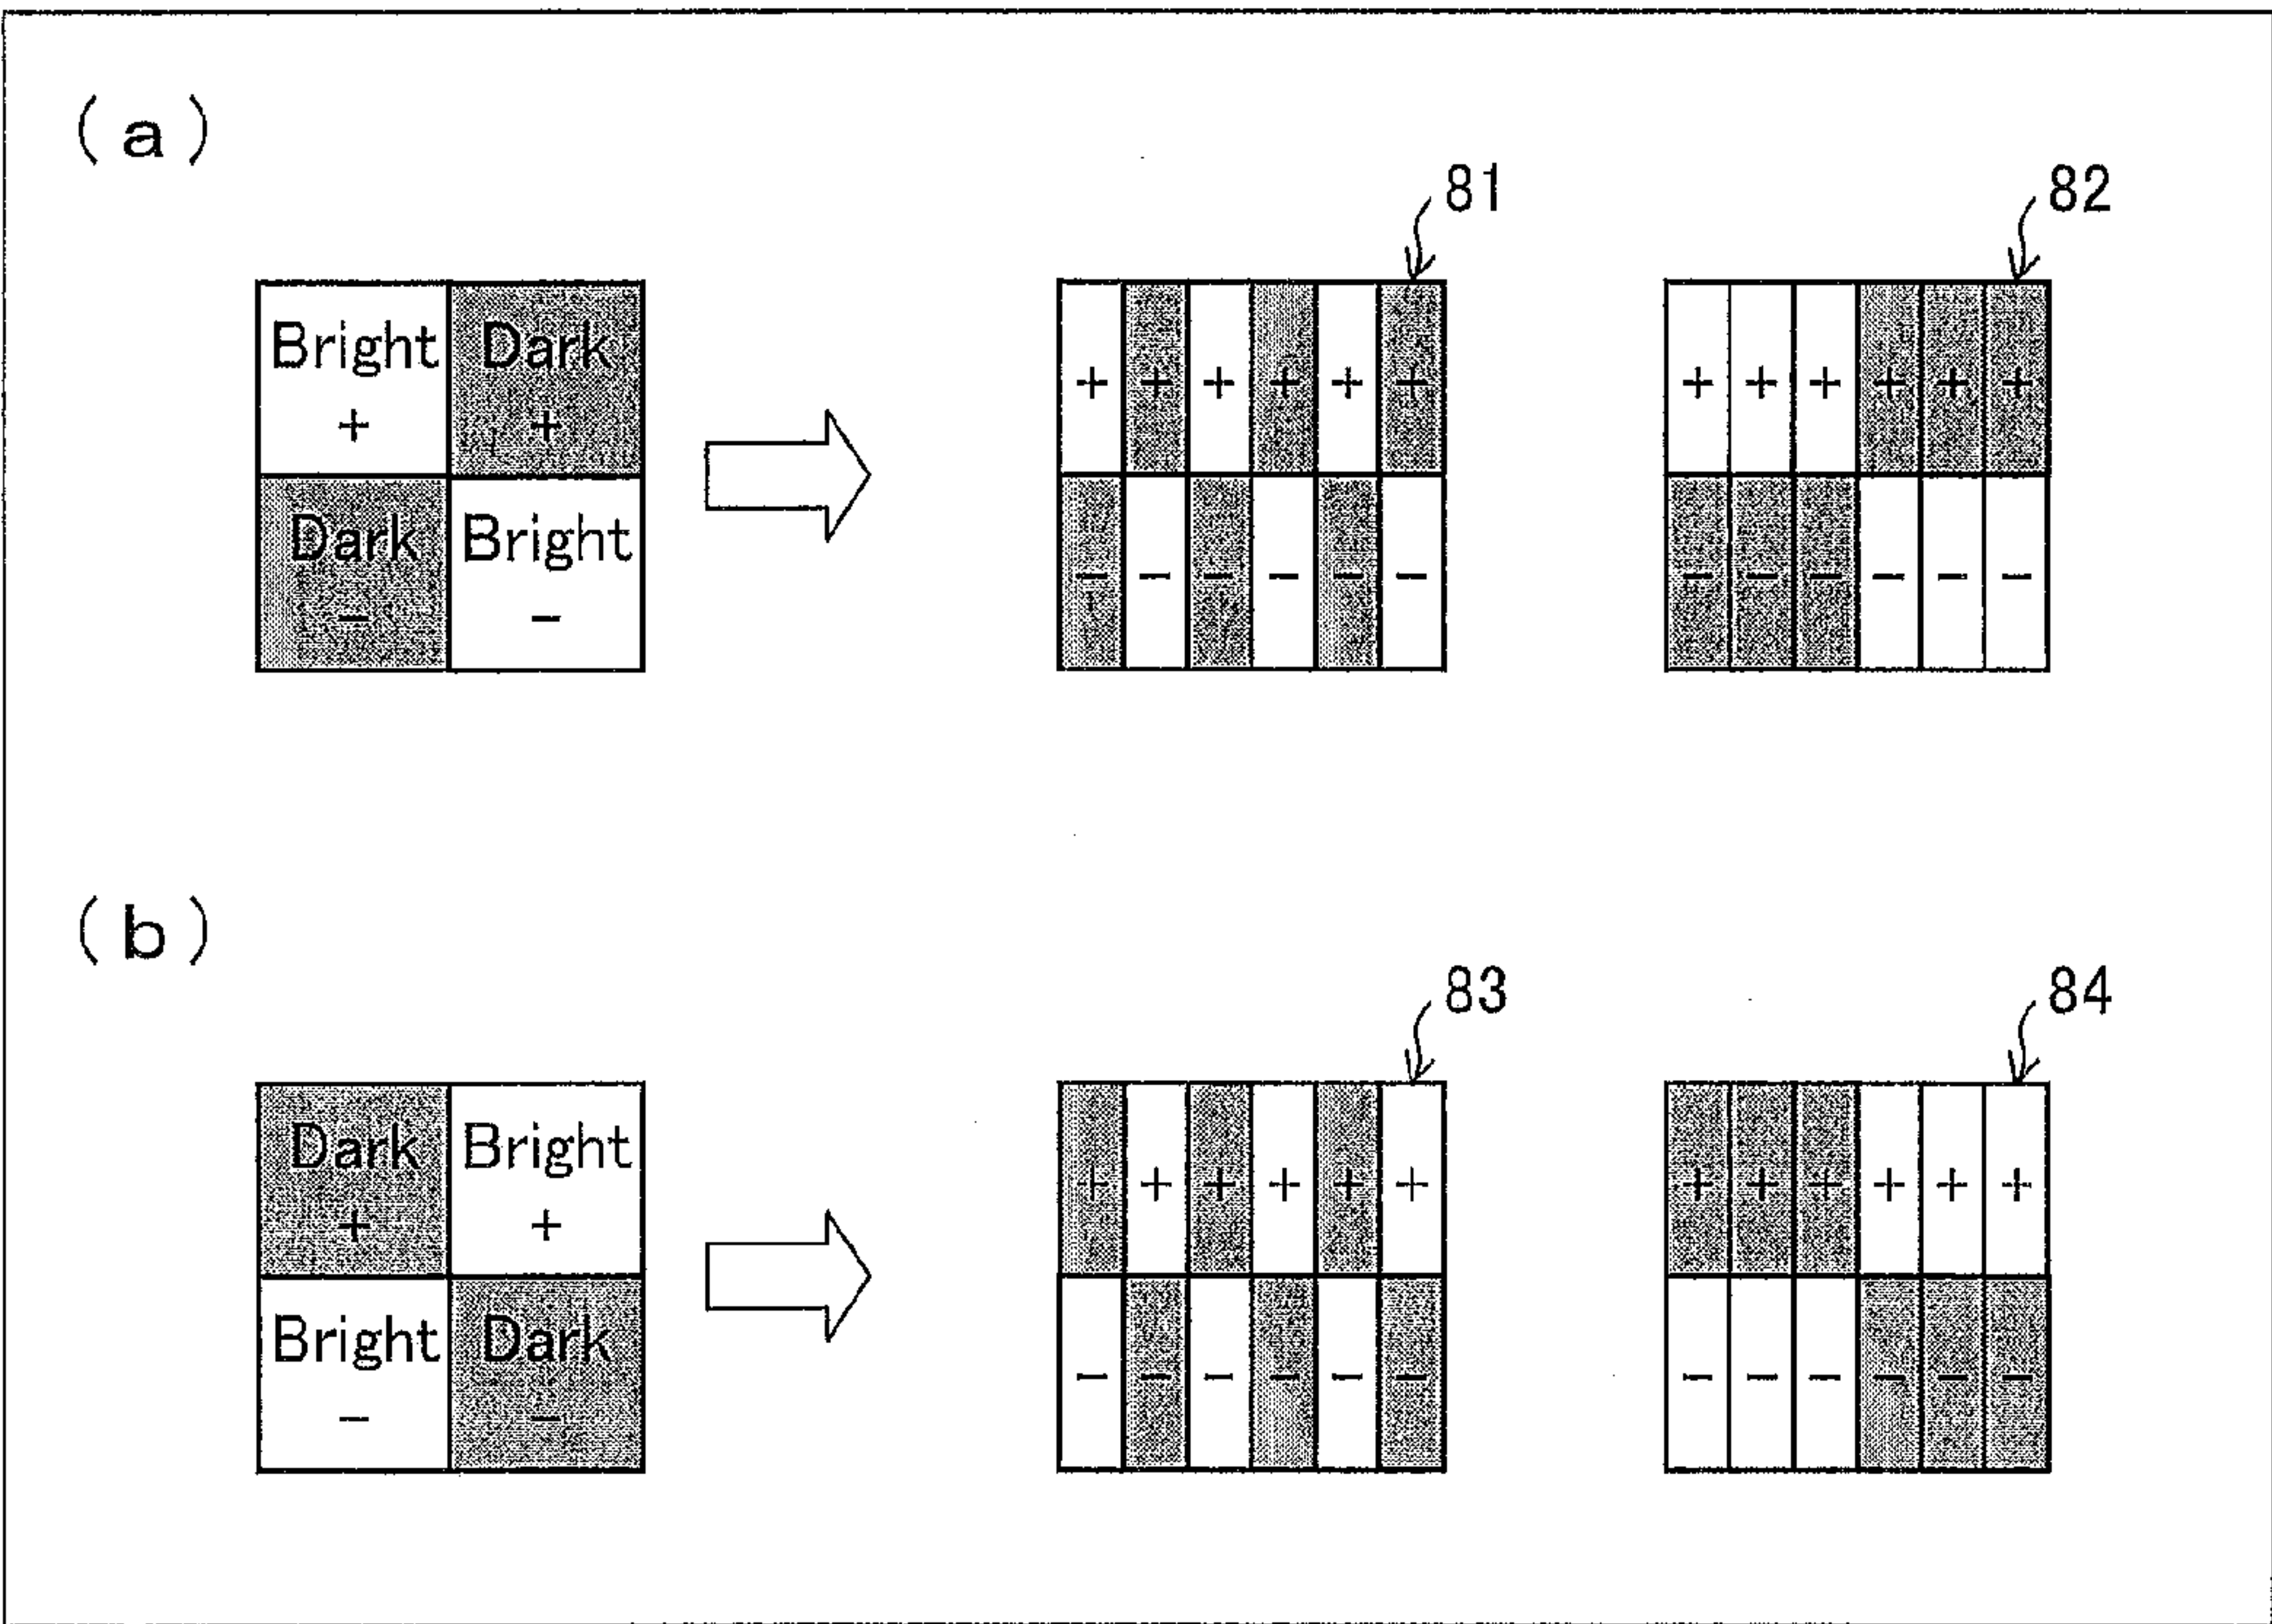 (a)
81
82
Bright Dark
+ +
Dark Bright
- -
+ + + + + +
- - - - - -
+ + + + + +
- - - - - -
(b)
83
84
Dark Bright
+ +
Bright Dark
- -
+ + + + + +
- - - - - -
+ + + + + +
- - - - - -